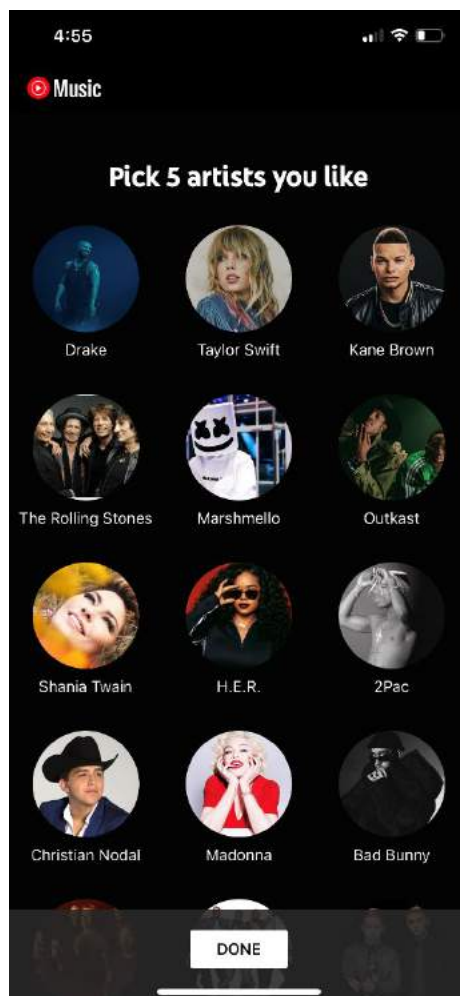 4:55
Music
Pick 5 artists you like
Drake Taylor Swift Kane Brown
The Rolling Stones Marshmello Outkast
Shania Twain H.E.R. 2Pac
Christian Nodal Madonna Bad Bunny
DONE